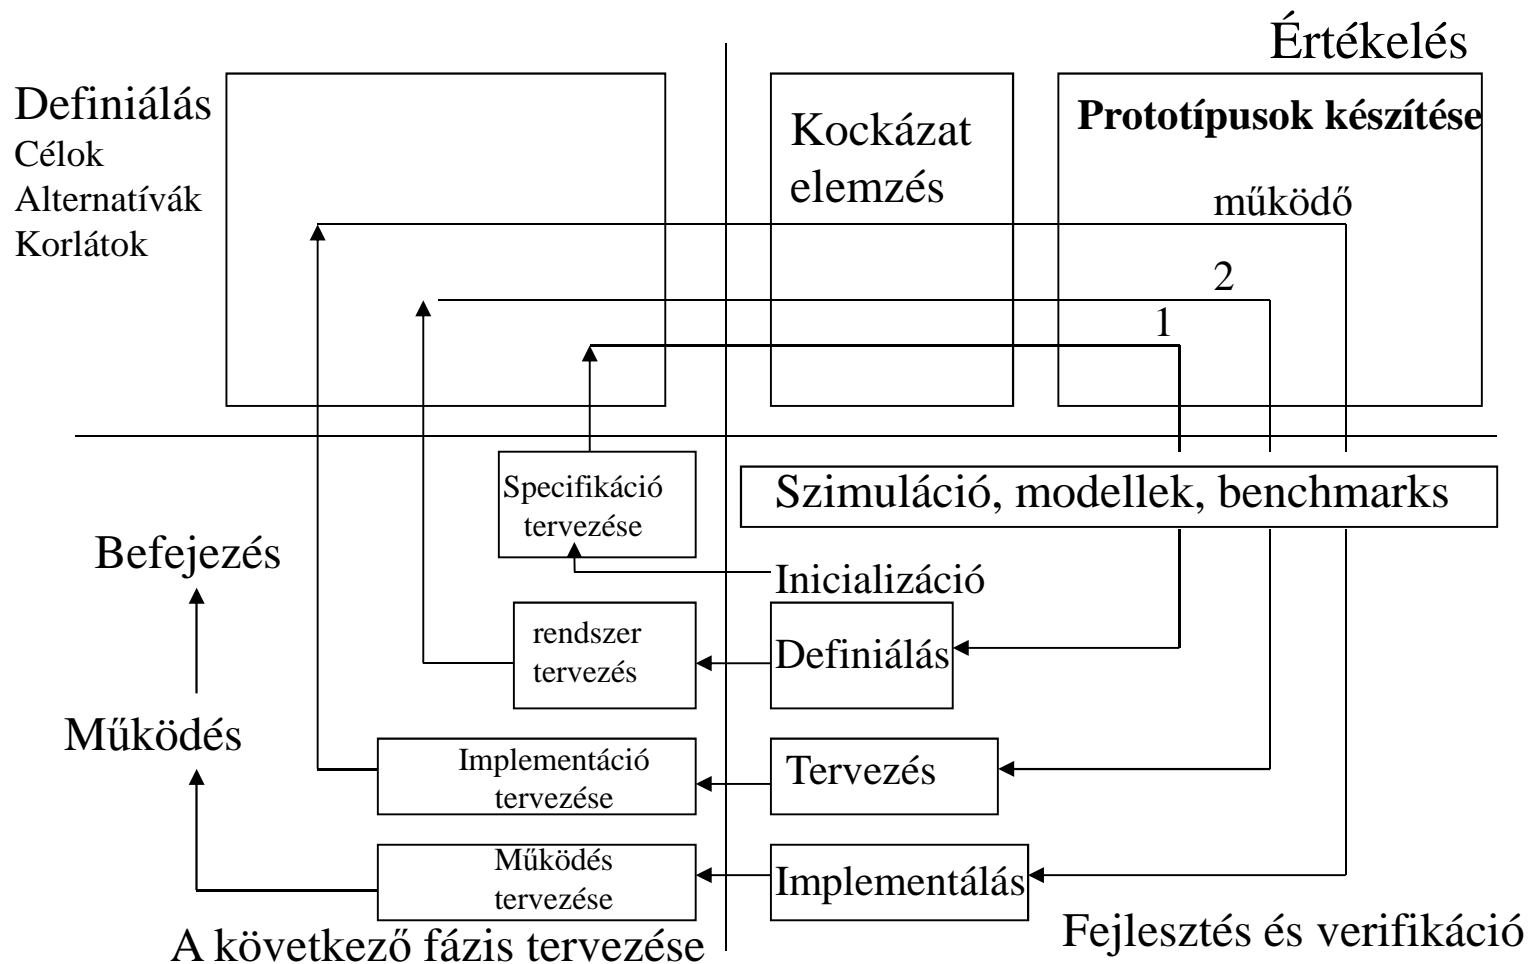 Értékelés
Definiálás
Célok
Alternatívák
Korlátok
Kockázat
elemzés
Prototípusok készítése
működő
2
1
Specifikáció
tervezése
Szimuláció, modellek, benchmarks
Befejezés
Inicializáció
rendszer
tervezés
Definiálás
Működés
Implementáció
tervezése
Tervezés
Működés
tervezése
Implementálás
A következő fázis tervezése
Fejlesztés és verifikáció